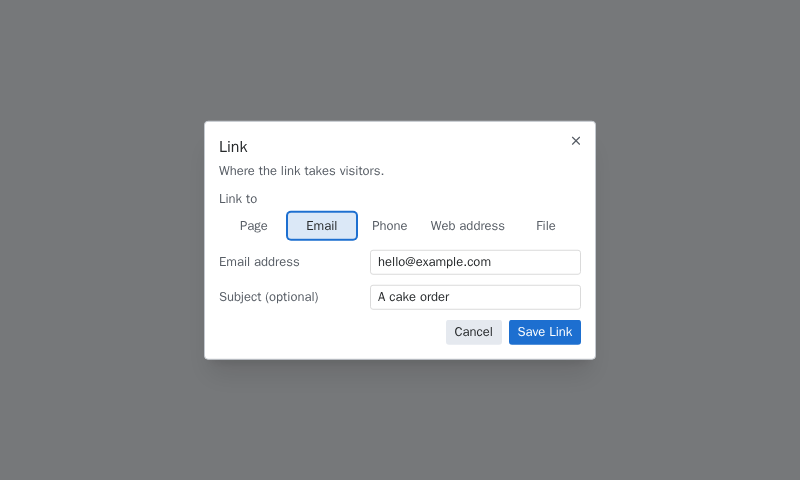 Link
×
Where the link takes visitors.
Link to
Page Email Phone Web address File
Email address hello@example.com
Subject (optional) A cake order
Cancel Save Link